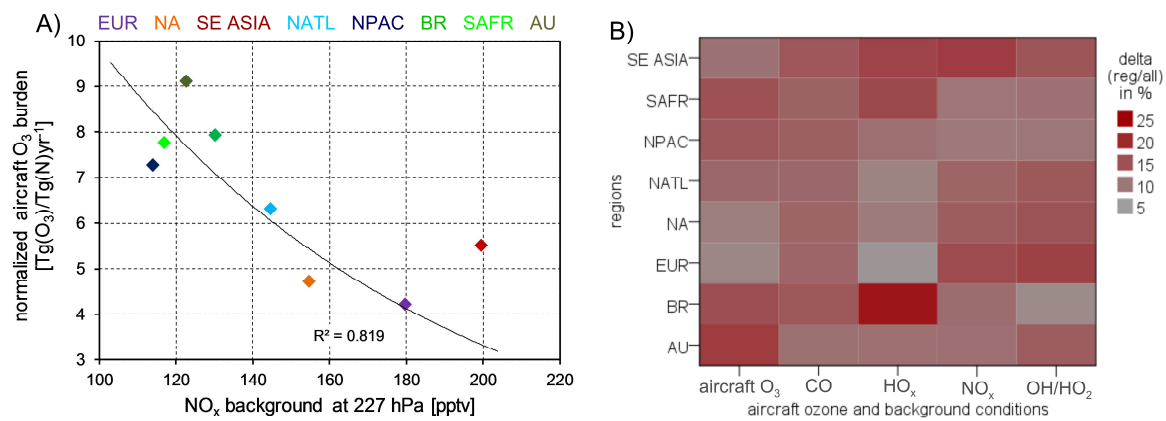 A)
EUR NA SE ASIA NATL NPAC BR SAFR AU
normalized aircraft O3 burden
[Tg(O3)/Tg(N)yr-1]
10
9
8
7
6
5
4
3
R² = 0.819
100 120 140 160 180 200 220
NOx background at 227 hPa [pptv]
B)
regions
SE ASIA
SAFR
NPAC
NATL
NA
EUR
BR
AU
aircraft O3 CO HOx NOx OH/HO2
aircraft ozone and background conditions
delta
(reg/all)
in %
25
20
15
10
5